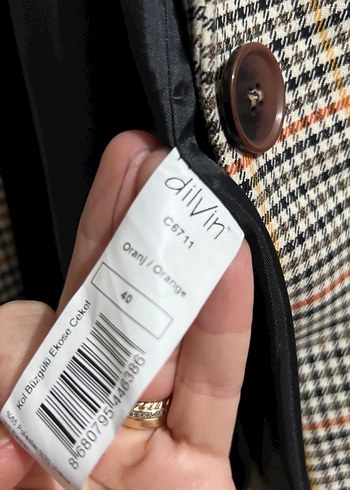 dilvin
C6711
Oranj / Orange
40
Kol Büzgülü Ekose Ceket
8680795446386